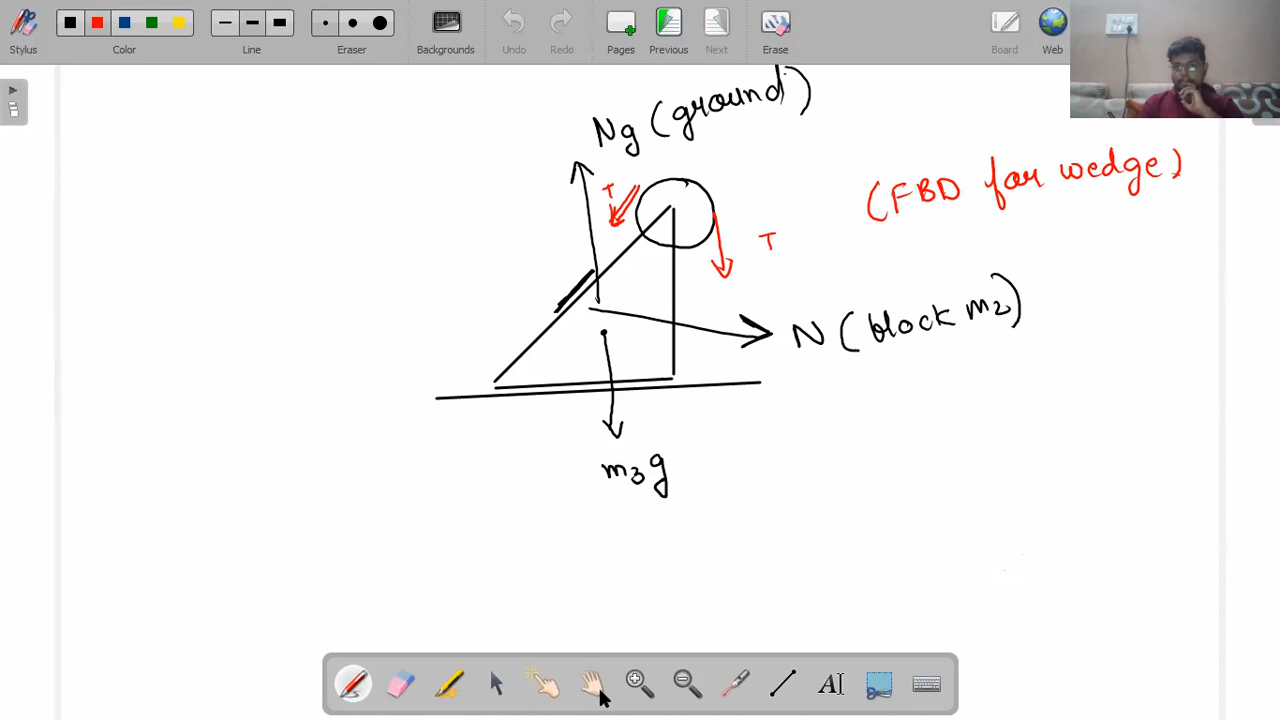 Stylus
Color
Line
Eraser
Backgrounds
Undo
Redo
Pages
Previous
Next
Erase
Board
Web
Ng (ground)
(FBD for wedge)
T
T
N (block m2)
m3g
AI